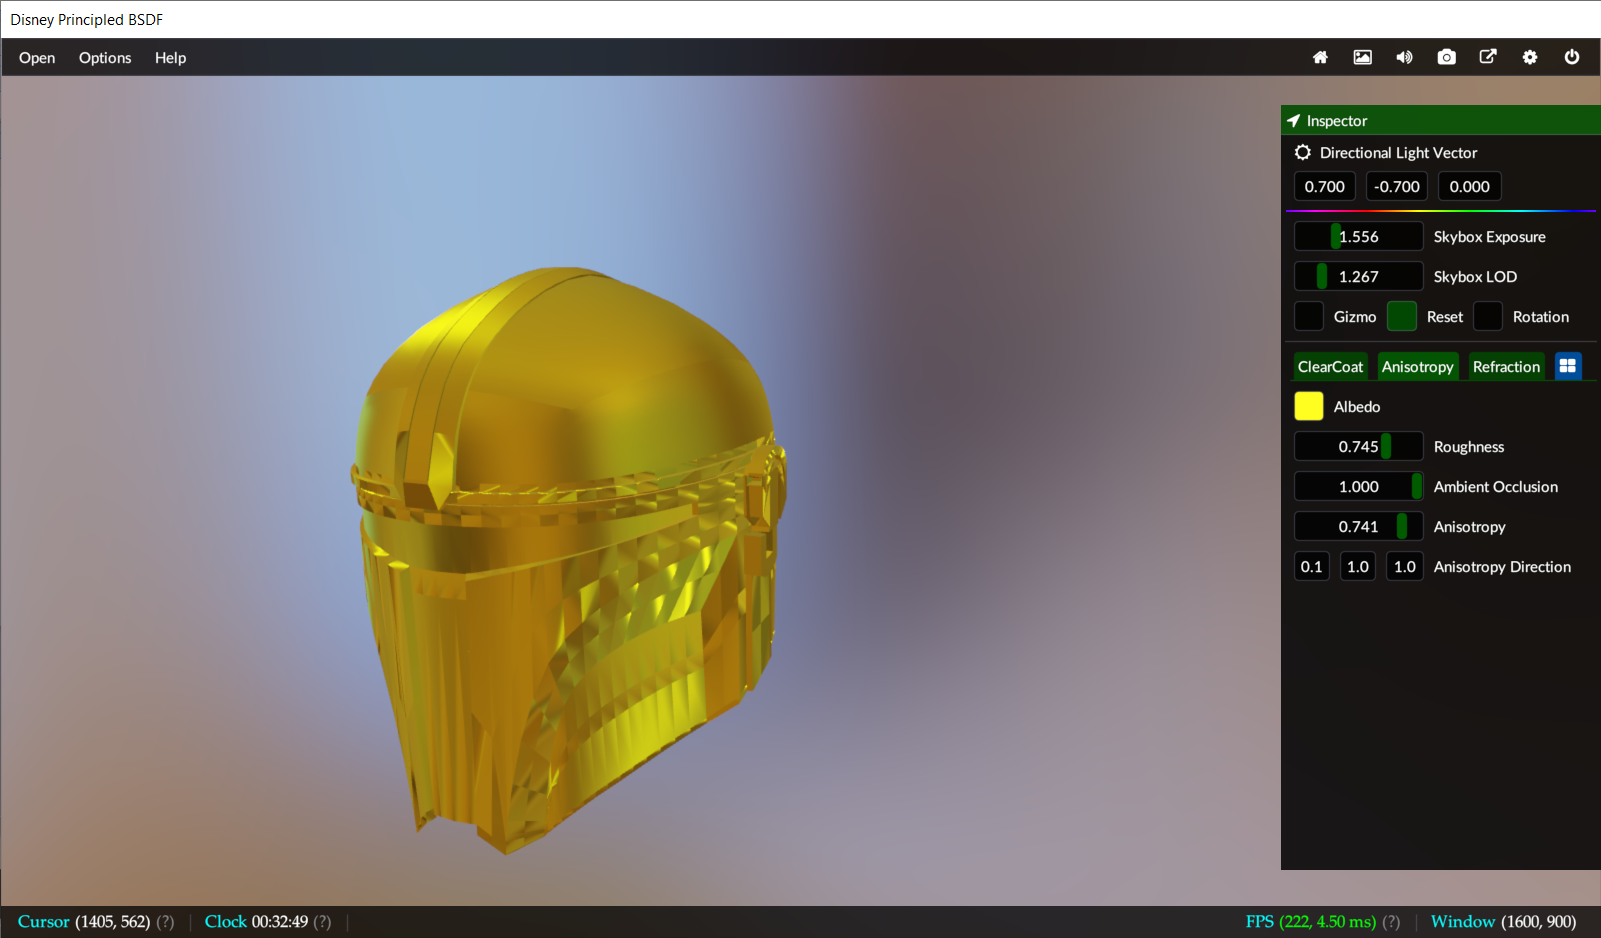 Disney Principled BSDF
Open Options Help
Inspector
Directional Light Vector
0.700 -0.700 0.000
1.556 Skybox Exposure
1.267 Skybox LOD
Gizmo Reset Rotation
ClearCoat Anisotropy Refraction
Albedo
0.745 Roughness
1.000 Ambient Occlusion
0.741 Anisotropy
0.1 1.0 1.0 Anisotropy Direction
Cursor (1405, 562) (?) Clock 00:32:49 (?) FPS (222, 4.50 ms) (?) Window (1600, 900)